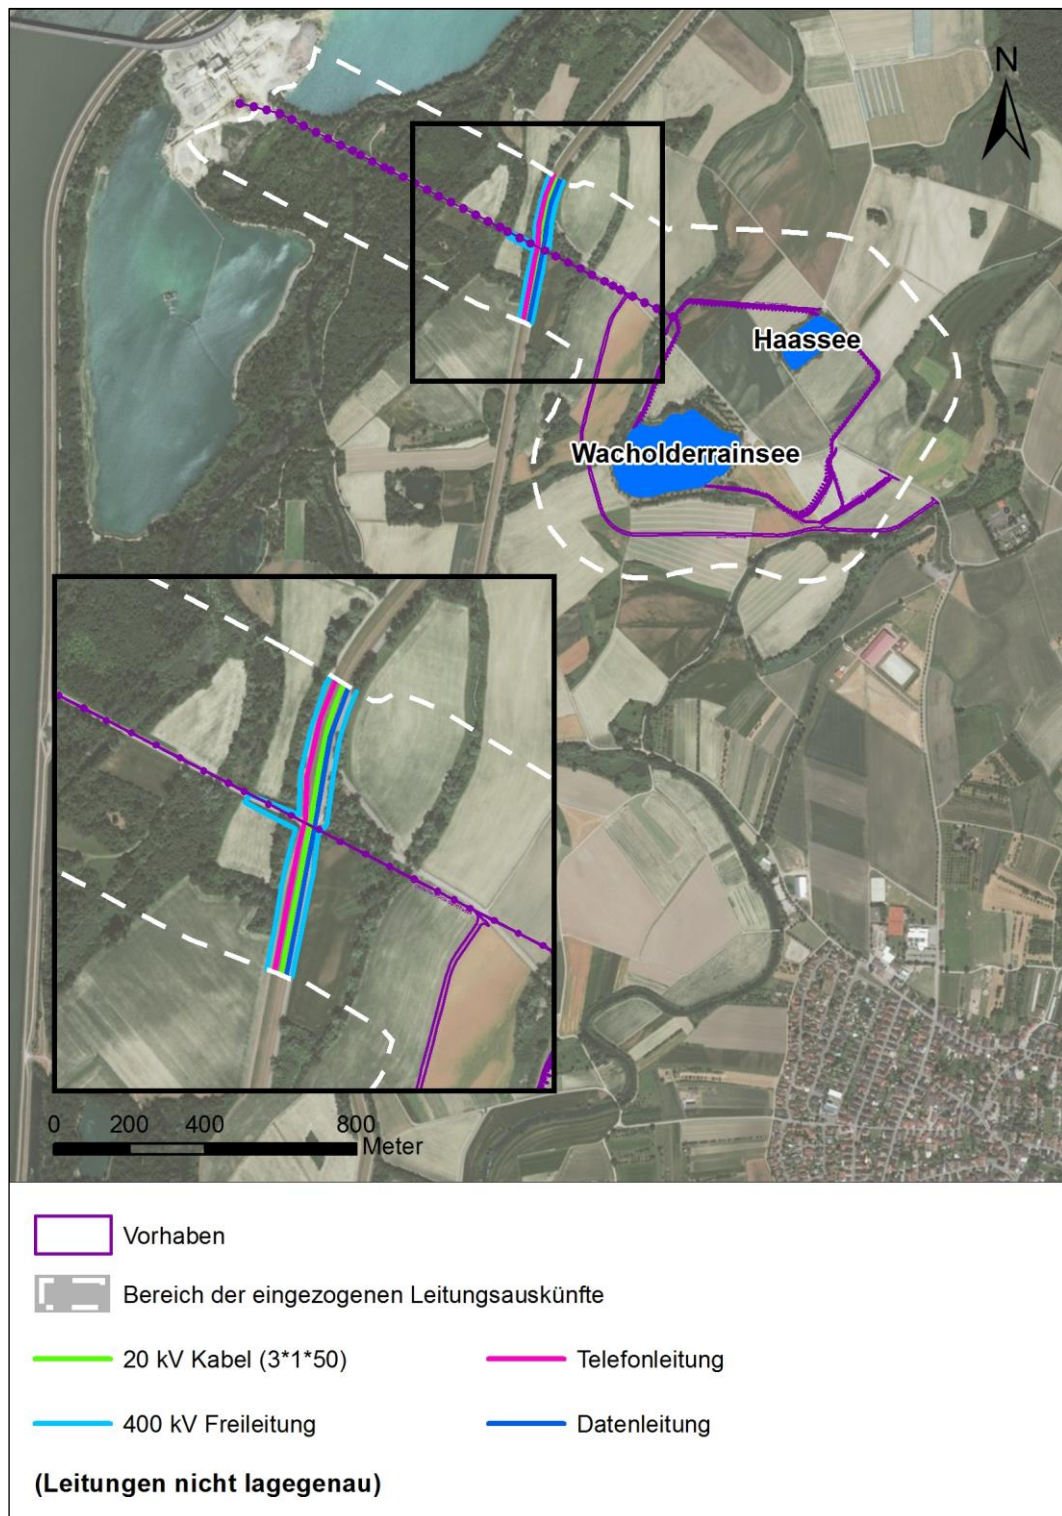 N
Haassee
Wacholderrainsee
0 200 400 800
Meter
Vorhaben
Bereich der eingezogenen Leitungsauskünfte
20 kV Kabel (3*1*50) Telefonleitung
400 kV Freileitung Datenleitung
(Leitungen nicht lagegenau)